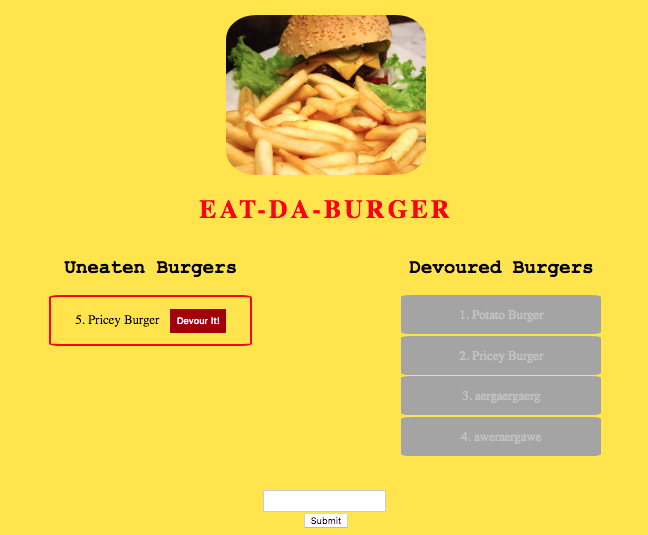 EAT-DA-BURGER
Uneaten Burgers
5. Pricey Burger
Devour It!
Devoured Burgers
1. Potato Burger
2. Pricey Burger
3. aergaergaerg
4. aweraergawe
Submit